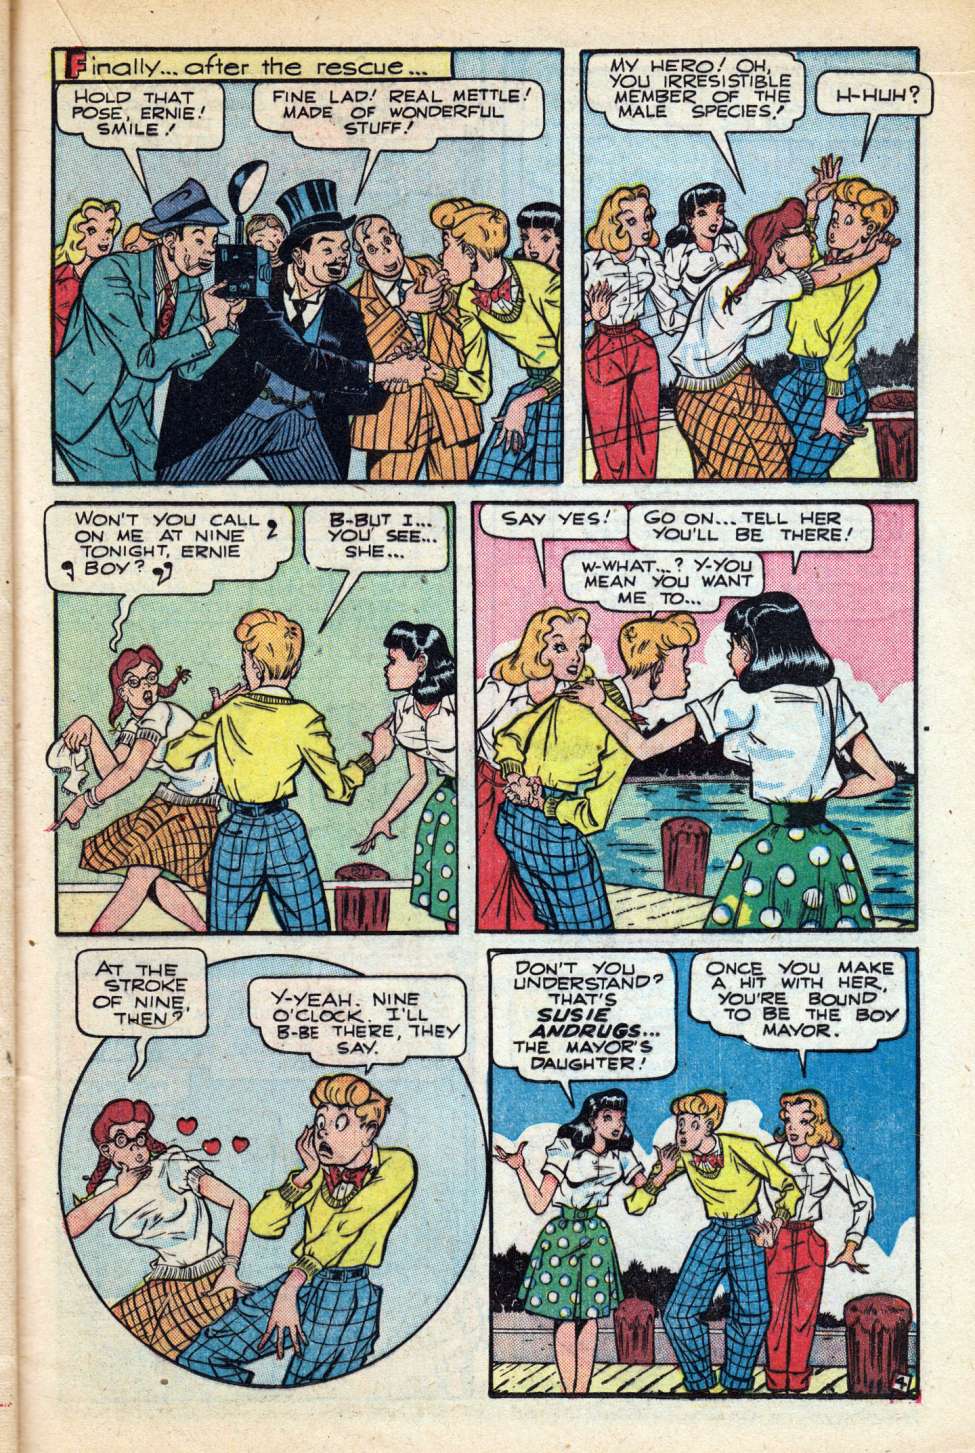 Finally... after the rescue...
HOLD THAT
POSE, ERNIE!
SMILE!
FINE LAD! REAL METTLE!
MADE OF WONDERFUL
STUFF!
MY HERO! OH,
YOU IRRESISTIBLE
MEMBER OF THE
MALE SPECIES!
H-HUH?
WON'T YOU CALL
ON ME AT NINE
TONIGHT, ERNIE
BOY?
B-BUT I...
YOU SEE...
SHE...
SAY YES!
GO ON... TELL HER
YOU'LL BE THERE!
W-WHAT...? Y-YOU
MEAN YOU WANT
ME TO...
AT THE
STROKE
OF NINE,
THEN?
Y-YEAH. NINE
O'CLOCK. I'LL
B-BE THERE, THEY
SAY.
DON'T YOU
UNDERSTAND?
THAT'S
SUSIE
ANDRUGS...
THE MAYOR'S
DAUGHTER!
ONCE YOU MAKE
A HIT WITH HER,
YOU'RE BOUND
TO BE THE BOY
MAYOR.
4